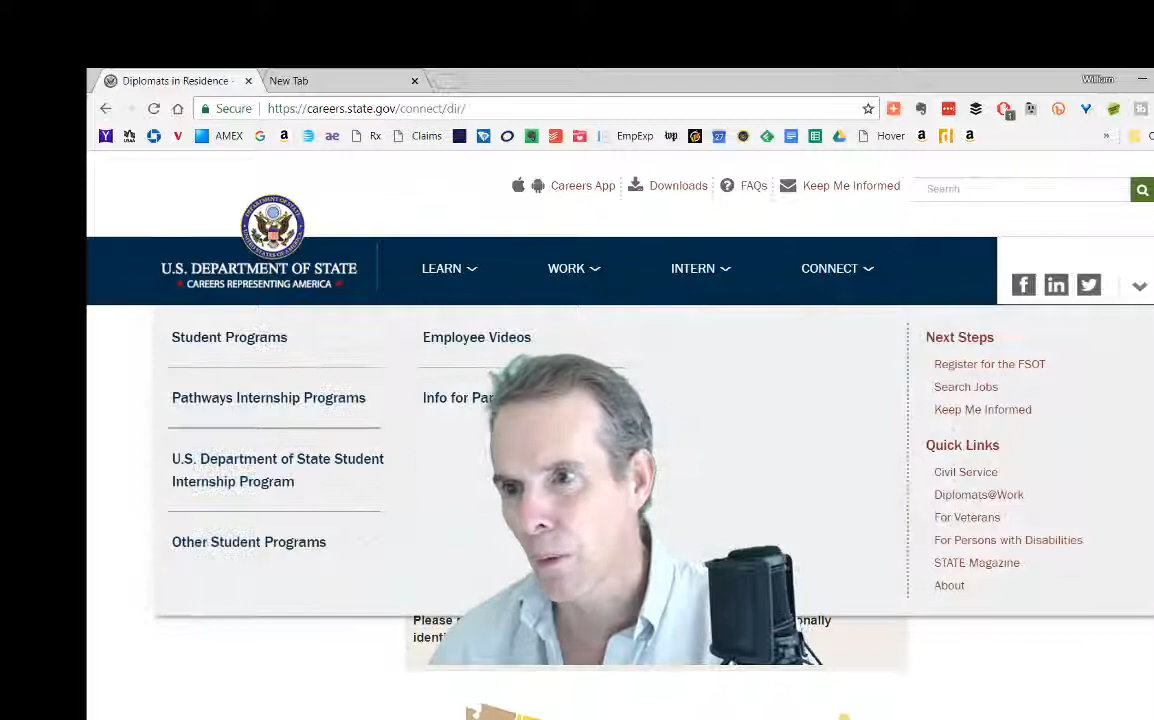 Diplomats in Residence -
New Tab
William
Secure https://careers.state.gov/connect/dir/
AMEX
Rx
Claims
EmpExp
Hover
Careers App
Downloads
FAQs
Keep Me Informed
Search
U.S. DEPARTMENT OF STATE
CAREERS REPRESENTING AMERICA
LEARN
WORK
INTERN
CONNECT
Student Programs
Pathways Internship Programs
U.S. Department of State Student
Internship Program
Other Student Programs
Employee Videos
Info for
Next Steps
Register for the FSOT
Search Jobs
Keep Me Informed
Quick Links
Civil Service
Diplomats@Work
For Veterans
For Persons with Disabilities
STATE Magazine
About
Please